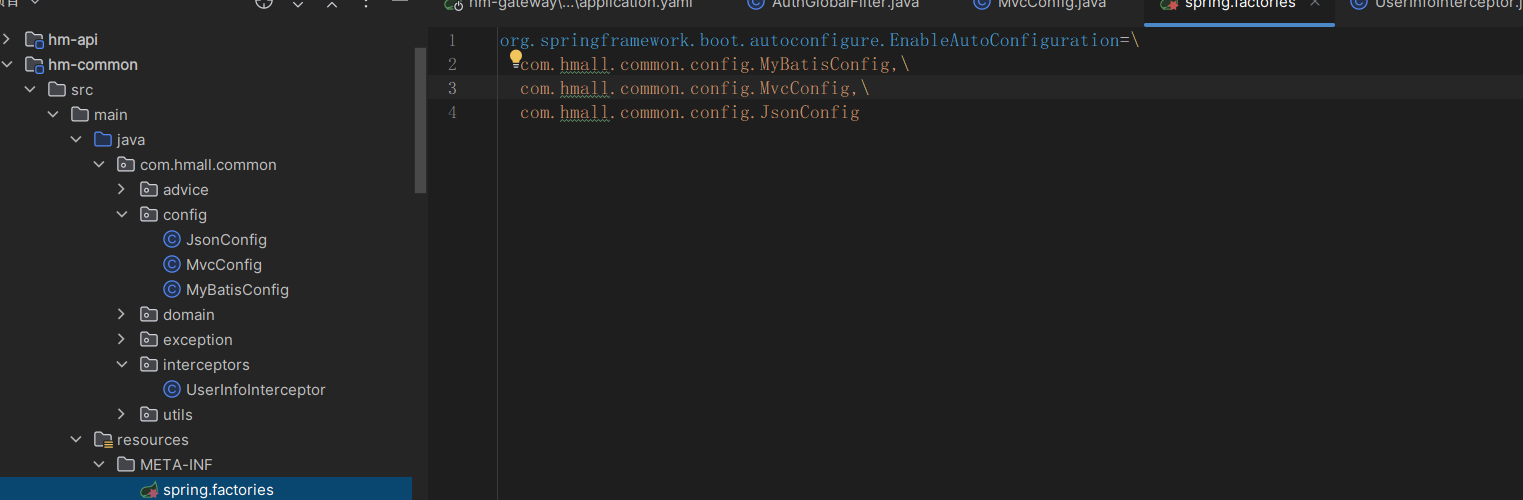 hm-gateway\...\application.yaml
AuthGlobalFilter.java
MvcConfig.java
spring.factories
UserInfoInterceptor.j
hm-api
hm-common
src
main
java
com.hmall.common
advice
config
JsonConfig
MvcConfig
MyBatisConfig
domain
exception
interceptors
UserInfoInterceptor
utils
resources
META-INF
spring.factories
1 org.springframework.boot.autoconfigure.EnableAutoConfiguration=\
2 com.hmall.common.config.MyBatisConfig,\
3 com.hmall.common.config.MvcConfig,\
4 com.hmall.common.config.JsonConfig